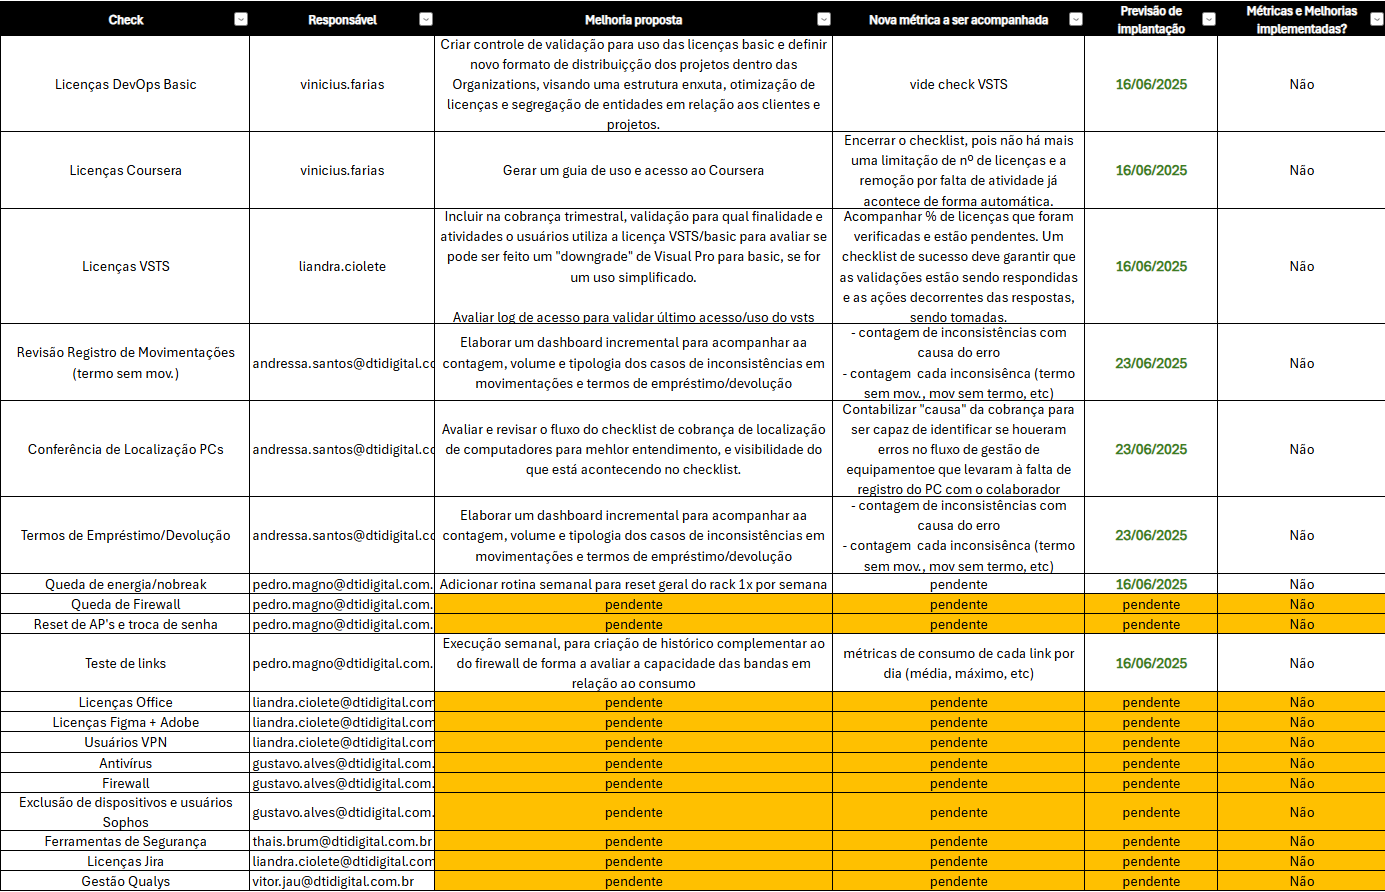 Check
Responsável
Melhoria proposta
Nova métrica a ser acompanhada
Previsão de
implantação
Métricas e Melhorias
implementadas?
Licenças DevOps Basic
vinicius.farias
Criar controle de validação para uso das licenças basic e definir
novo formato de distribuiçção dos projetos dentro das
Organizations, visando uma estrutura enxuta, otimização de
licenças e segregação de entidades em relação aos clientes e
projetos.
vide check VSTS
16/06/2025
Não
Licenças Coursera
vinicius.farias
Gerar um guia de uso e acesso ao Coursera
Encerrar o checklist, pois não há mais
uma limitação de nº de licenças e a
remoção por falta de atividade já
acontece de forma automática.
16/06/2025
Não
Licenças VSTS
liandra.ciolete
Incluir na cobrança trimestral, validação para qual finalidade e
atividades o usuários utiliza a licença VSTS/basic para avaliar se
pode ser feito um "downgrade" de Visual Pro para basic, se for
um uso simplificado.
Avaliar log de acesso para validar último acesso/uso do vsts
Acompanhar % de licenças que foram
verificadas e estão pendentes. Um
checklist de sucesso deve garantir que
as validações estão sendo respondidas
e as ações decorrentes das respostas,
sendo tomadas.
16/06/2025
Não
Revisão Registro de Movimentações
(termo sem mov.)
andressa.santos@dtidigital.cc
Elaborar um dashboard incremental para acompanhar aa
contagem, volume e tipologia dos casos de inconsistências em
movimentações e termos de empréstimo/devolução
- contagem de inconsistências com
causa do erro
- contagem  cada inconsisênca (termo
sem mov., mov sem termo, etc)
23/06/2025
Não
Conferência de Localização PCs
andressa.santos@dtidigital.cc
Avaliar e revisar o fluxo do checklist de cobrança de localização
de computadores para mehlor entendimento, e visibilidade do
que está acontecendo no checklist.
Contabilizar "causa" da cobrança para
ser capaz de identificar se houeram
erros no fluxo de gestão de
equipamentoe que levaram à falta de
registro do PC com o colaborador
23/06/2025
Não
Termos de Empréstimo/Devolução
andressa.santos@dtidigital.cc
Elaborar um dashboard incremental para acompanhar aa
contagem, volume e tipologia dos casos de inconsistências em
movimentações e termos de empréstimo/devolução
- contagem de inconsistências com
causa do erro
- contagem  cada inconsisênca (termo
sem mov., mov sem termo, etc)
23/06/2025
Não
Queda de energia/nobreak
pedro.magno@dtidigital.com.
Adicionar rotina semanal para reset geral do rack 1x por semana
pendente
16/06/2025
Não
Queda de Firewall
pedro.magno@dtidigital.com.
pendente
pendente
pendente
Não
Reset de AP's e troca de senha
pedro.magno@dtidigital.com.
pendente
pendente
pendente
Não
Teste de links
pedro.magno@dtidigital.com.
Execução semanal, para criação de histórico complementar ao
do firewall de forma a avaliar a capacidade das bandas em
relação ao consumo
métricas de consumo de cada link por
dia (média, máximo, etc)
16/06/2025
Não
Licenças Office
liandra.ciolete@dtidigital.com
pendente
pendente
pendente
Não
Licenças Figma + Adobe
liandra.ciolete@dtidigital.com
pendente
pendente
pendente
Não
Usuários VPN
liandra.ciolete@dtidigital.com
pendente
pendente
pendente
Não
Antivírus
gustavo.alves@dtidigital.com.
pendente
pendente
pendente
Não
Firewall
gustavo.alves@dtidigital.com.
pendente
pendente
pendente
Não
Exclusão de dispositivos e usuários
Sophos
gustavo.alves@dtidigital.com.
pendente
pendente
pendente
Não
Ferramentas de Segurança
thais.brum@dtidigital.com.br
pendente
pendente
pendente
Não
Licenças Jira
liandra.ciolete@dtidigital.com
pendente
pendente
pendente
Não
Gestão Qualys
vitor.jau@dtidigital.com.br
pendente
pendente
pendente
Não